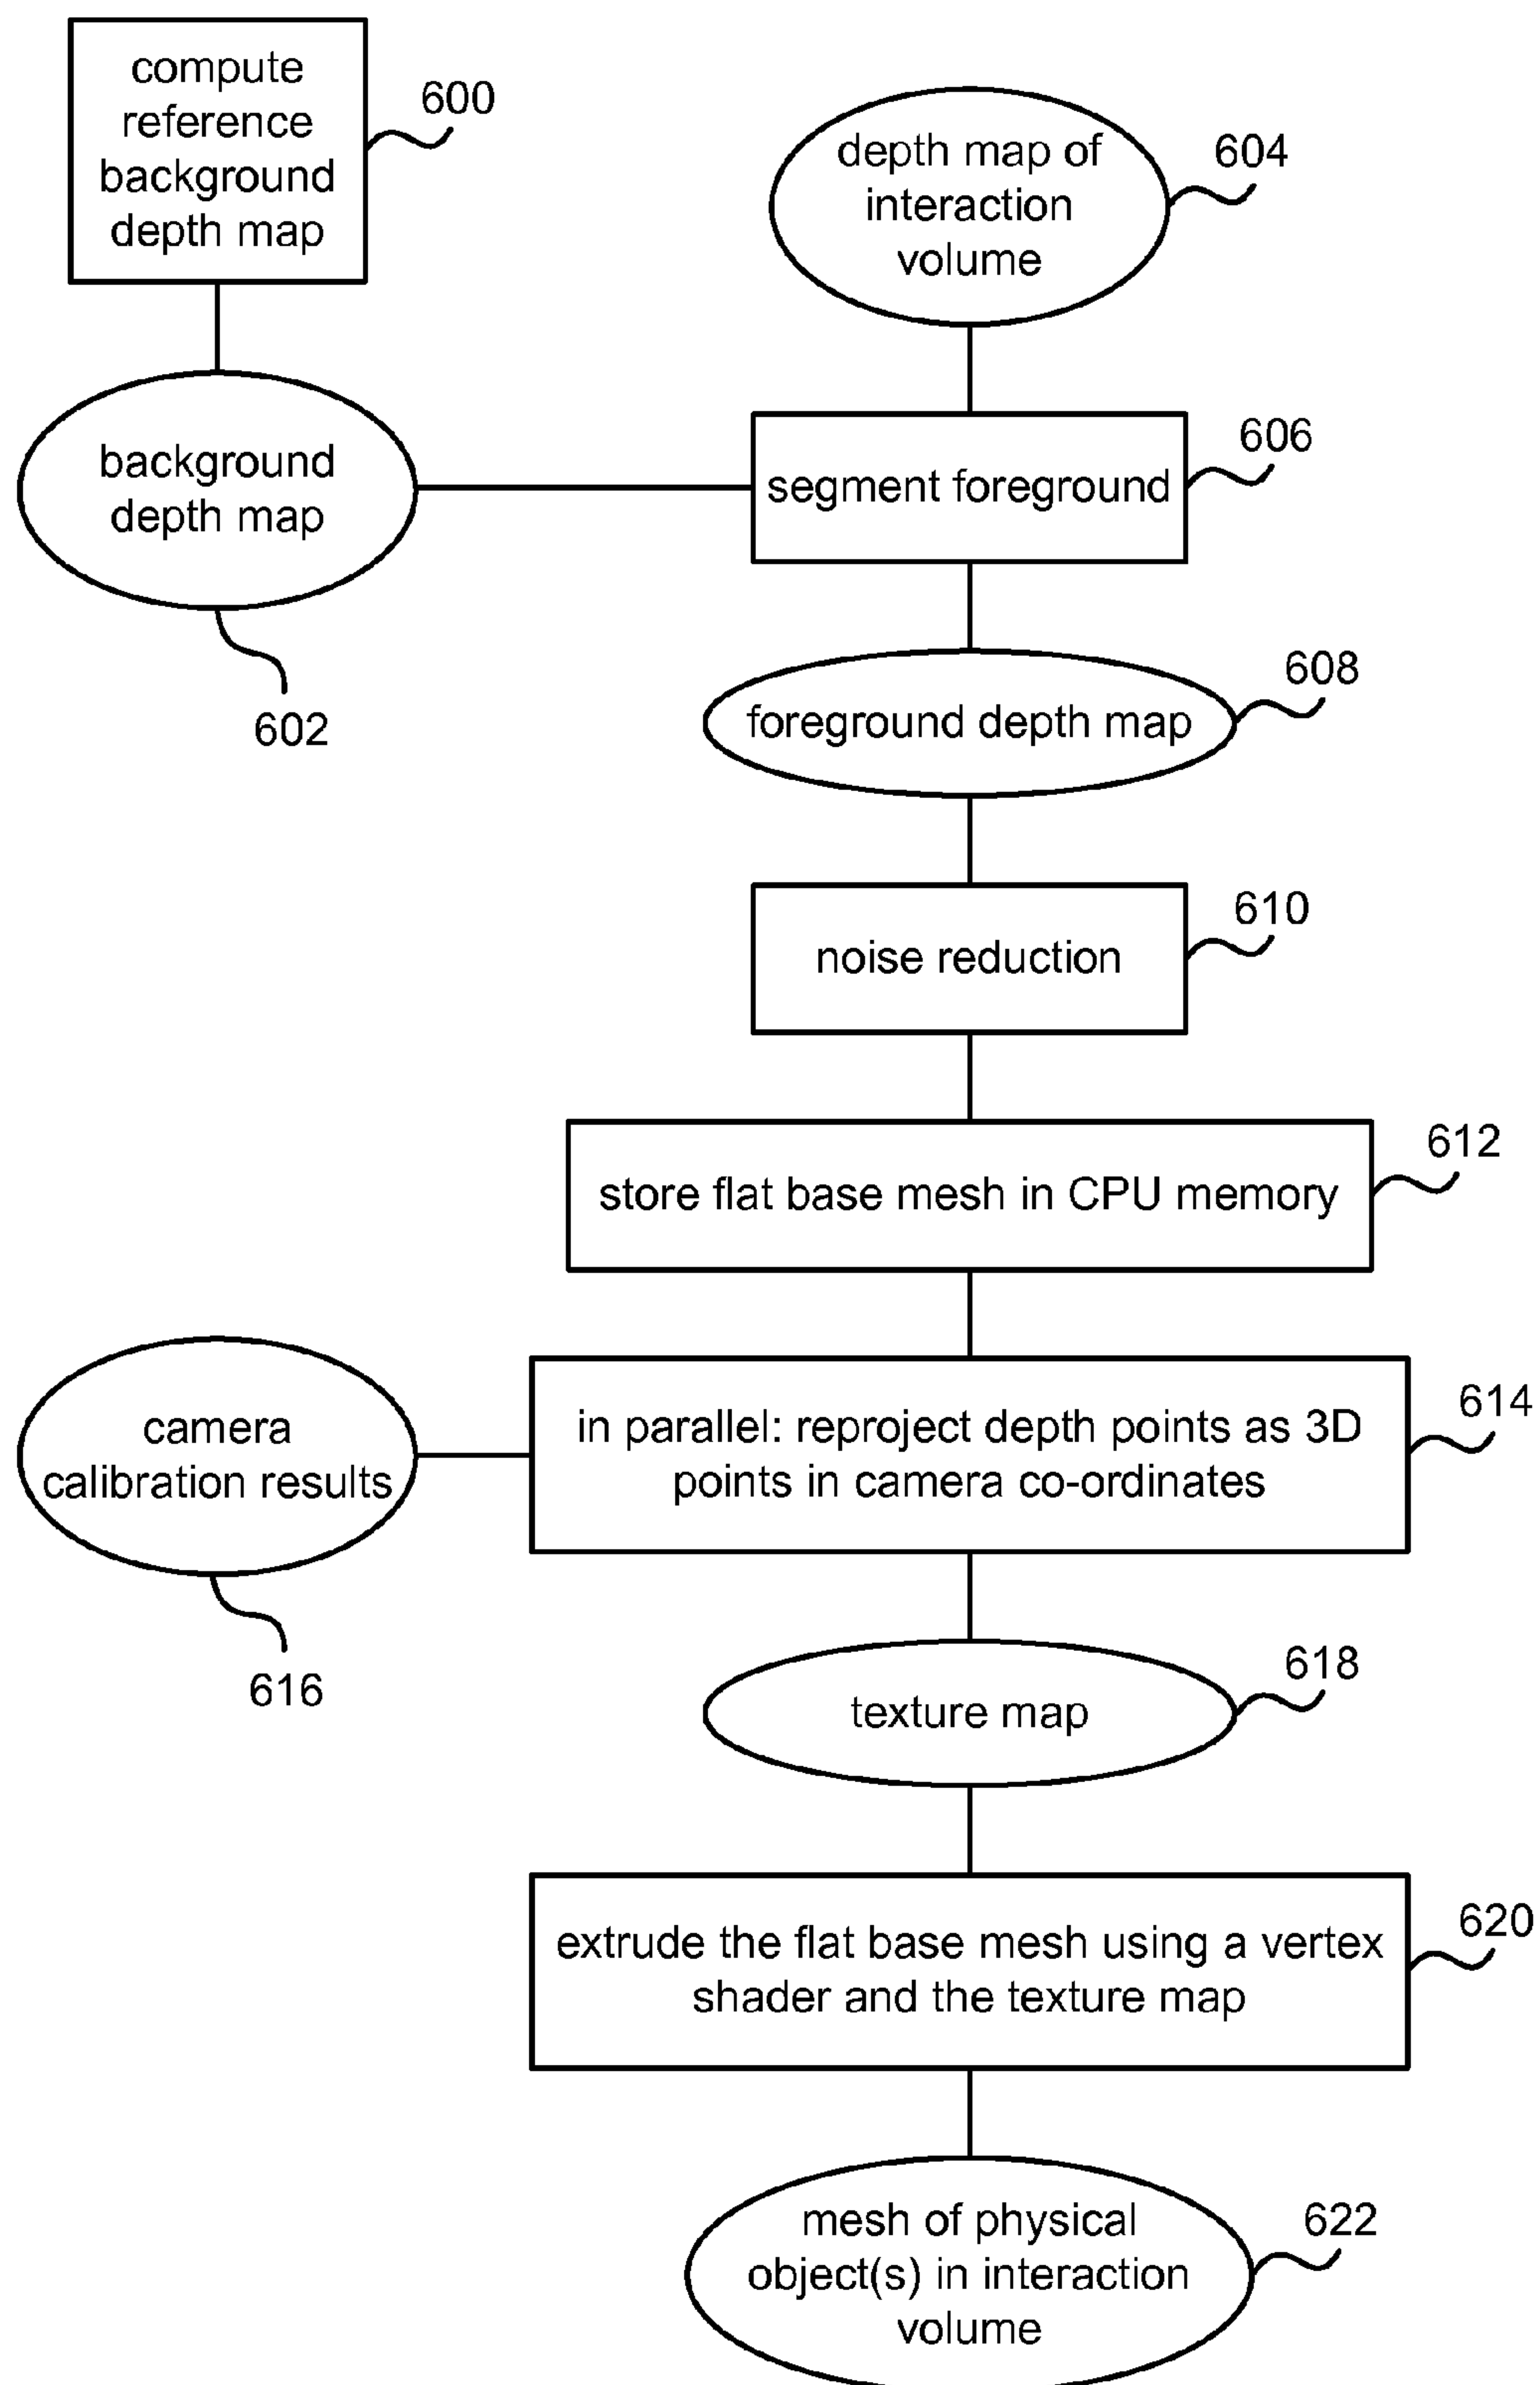 compute
reference
background
depth map
600
depth map of
interaction
volume
604
background
depth map
602
segment foreground
606
foreground depth map
608
noise reduction
610
store flat base mesh in CPU memory
612
camera
calibration results
616
in parallel: reproject depth points as 3D
points in camera co-ordinates
614
texture map
618
extrude the flat base mesh using a vertex
shader and the texture map
620
mesh of physical
object(s) in interaction
volume
622